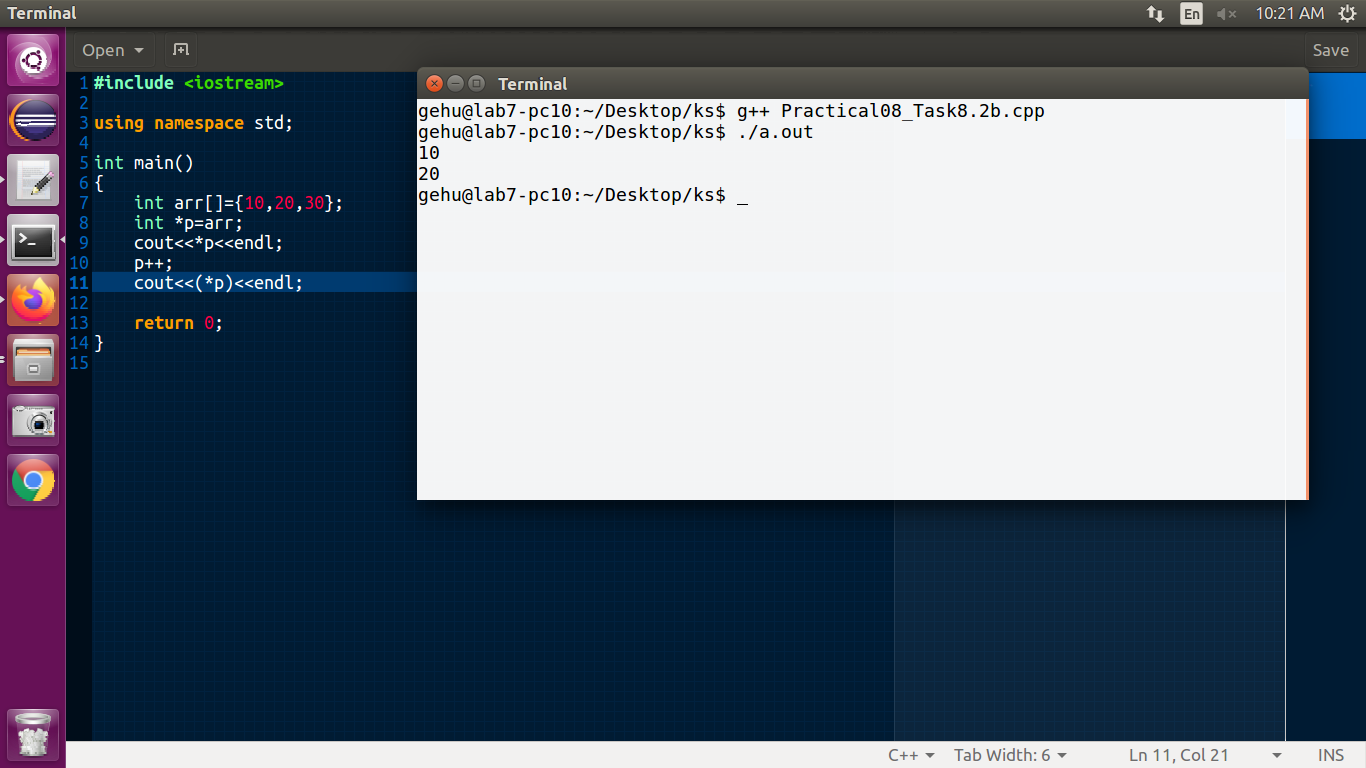 Terminal
En
10:21 AM
Open
Save
1 #include <iostream>
2
3 using namespace std;
4
5 int main()
6 {
7     int arr[]={10,20,30};
8     int *p=arr;
9     cout<<*p<<endl;
10     p++;
11     cout<<(*p)<<endl;
12
13     return 0;
14 }
15
Terminal
gehu@lab7-pc10:~/Desktop/ks$ g++ Practical08_Task8.2b.cpp
gehu@lab7-pc10:~/Desktop/ks$ ./a.out
10
20
gehu@lab7-pc10:~/Desktop/ks$ _
C++
Tab Width: 6
Ln 11, Col 21
INS